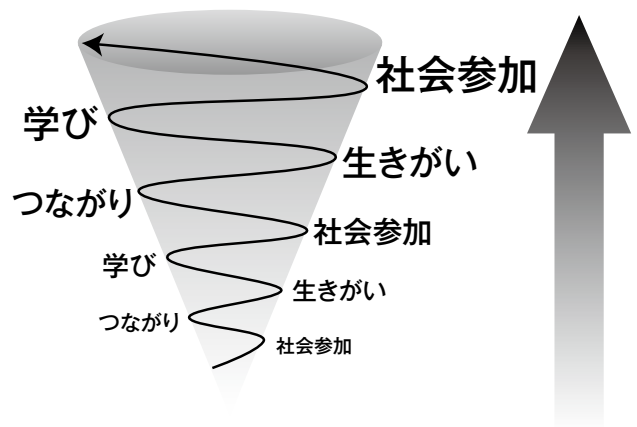 社会参加
学び
生きがい
つながり
社会参加
学び
生きがい
つながり
社会参加